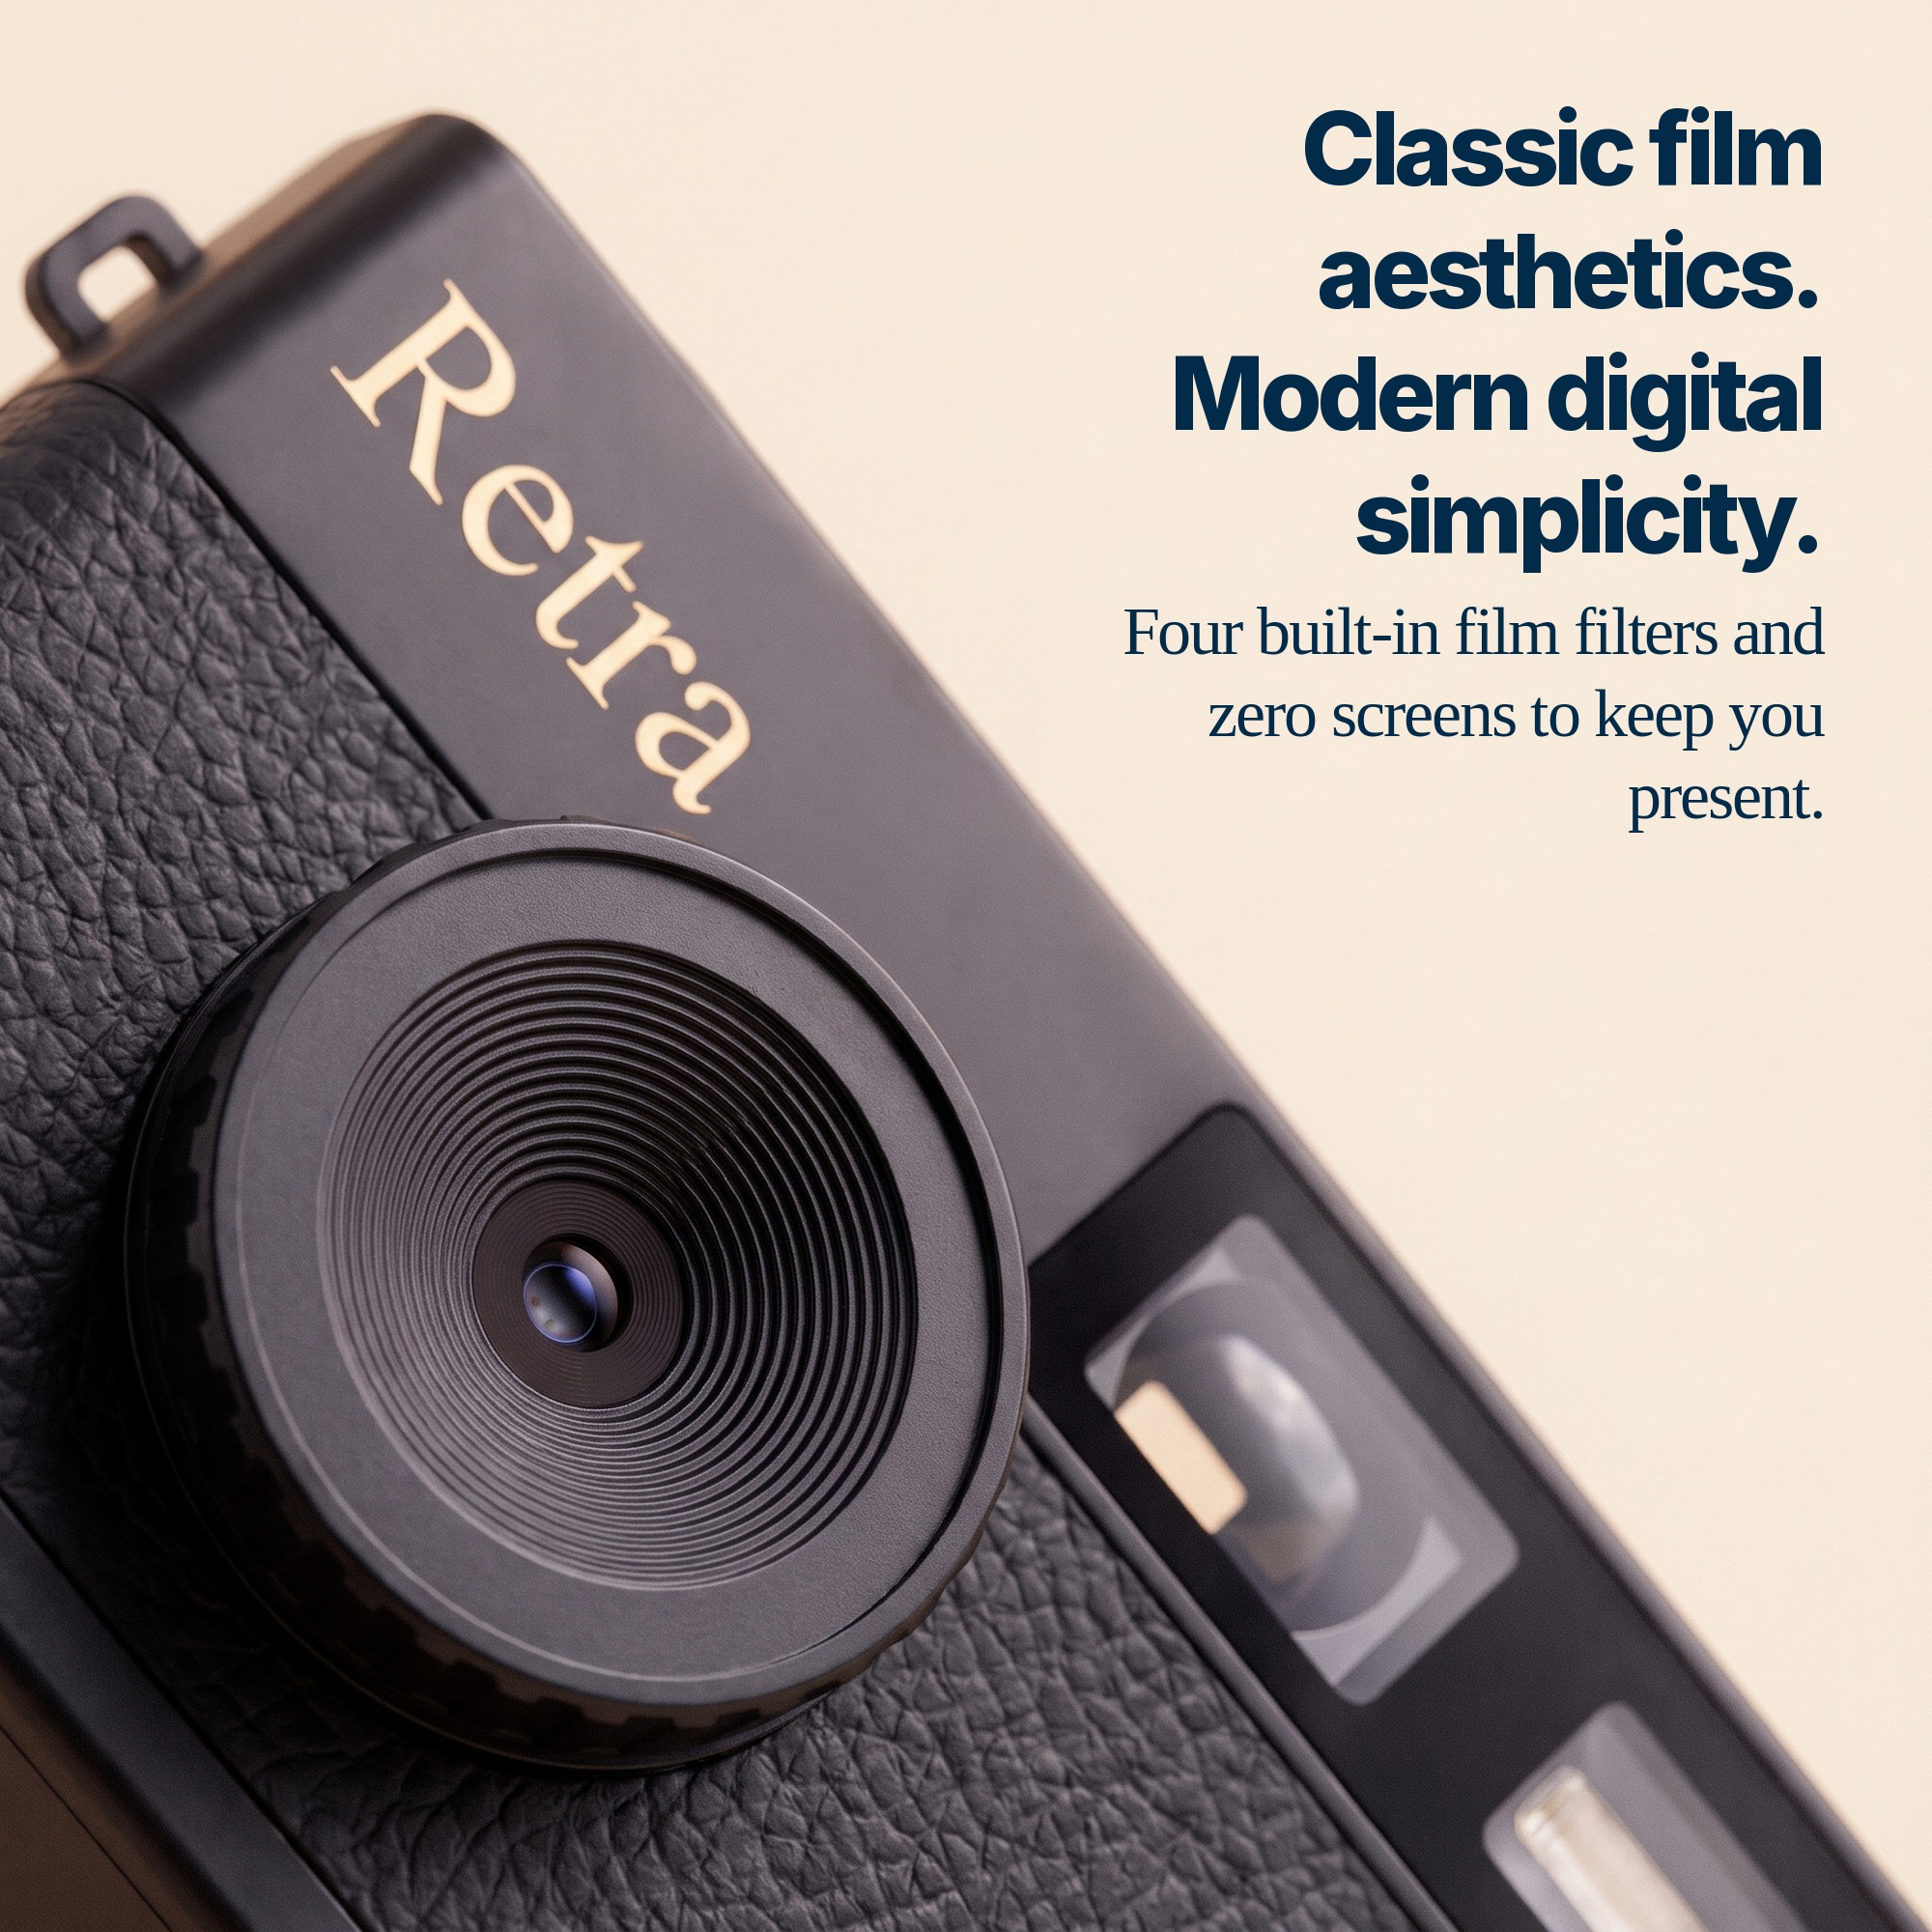 Classic film
aesthetics.
Modern digital
simplicity.
Four built-in film filters and
zero screens to keep you
present.
Retra